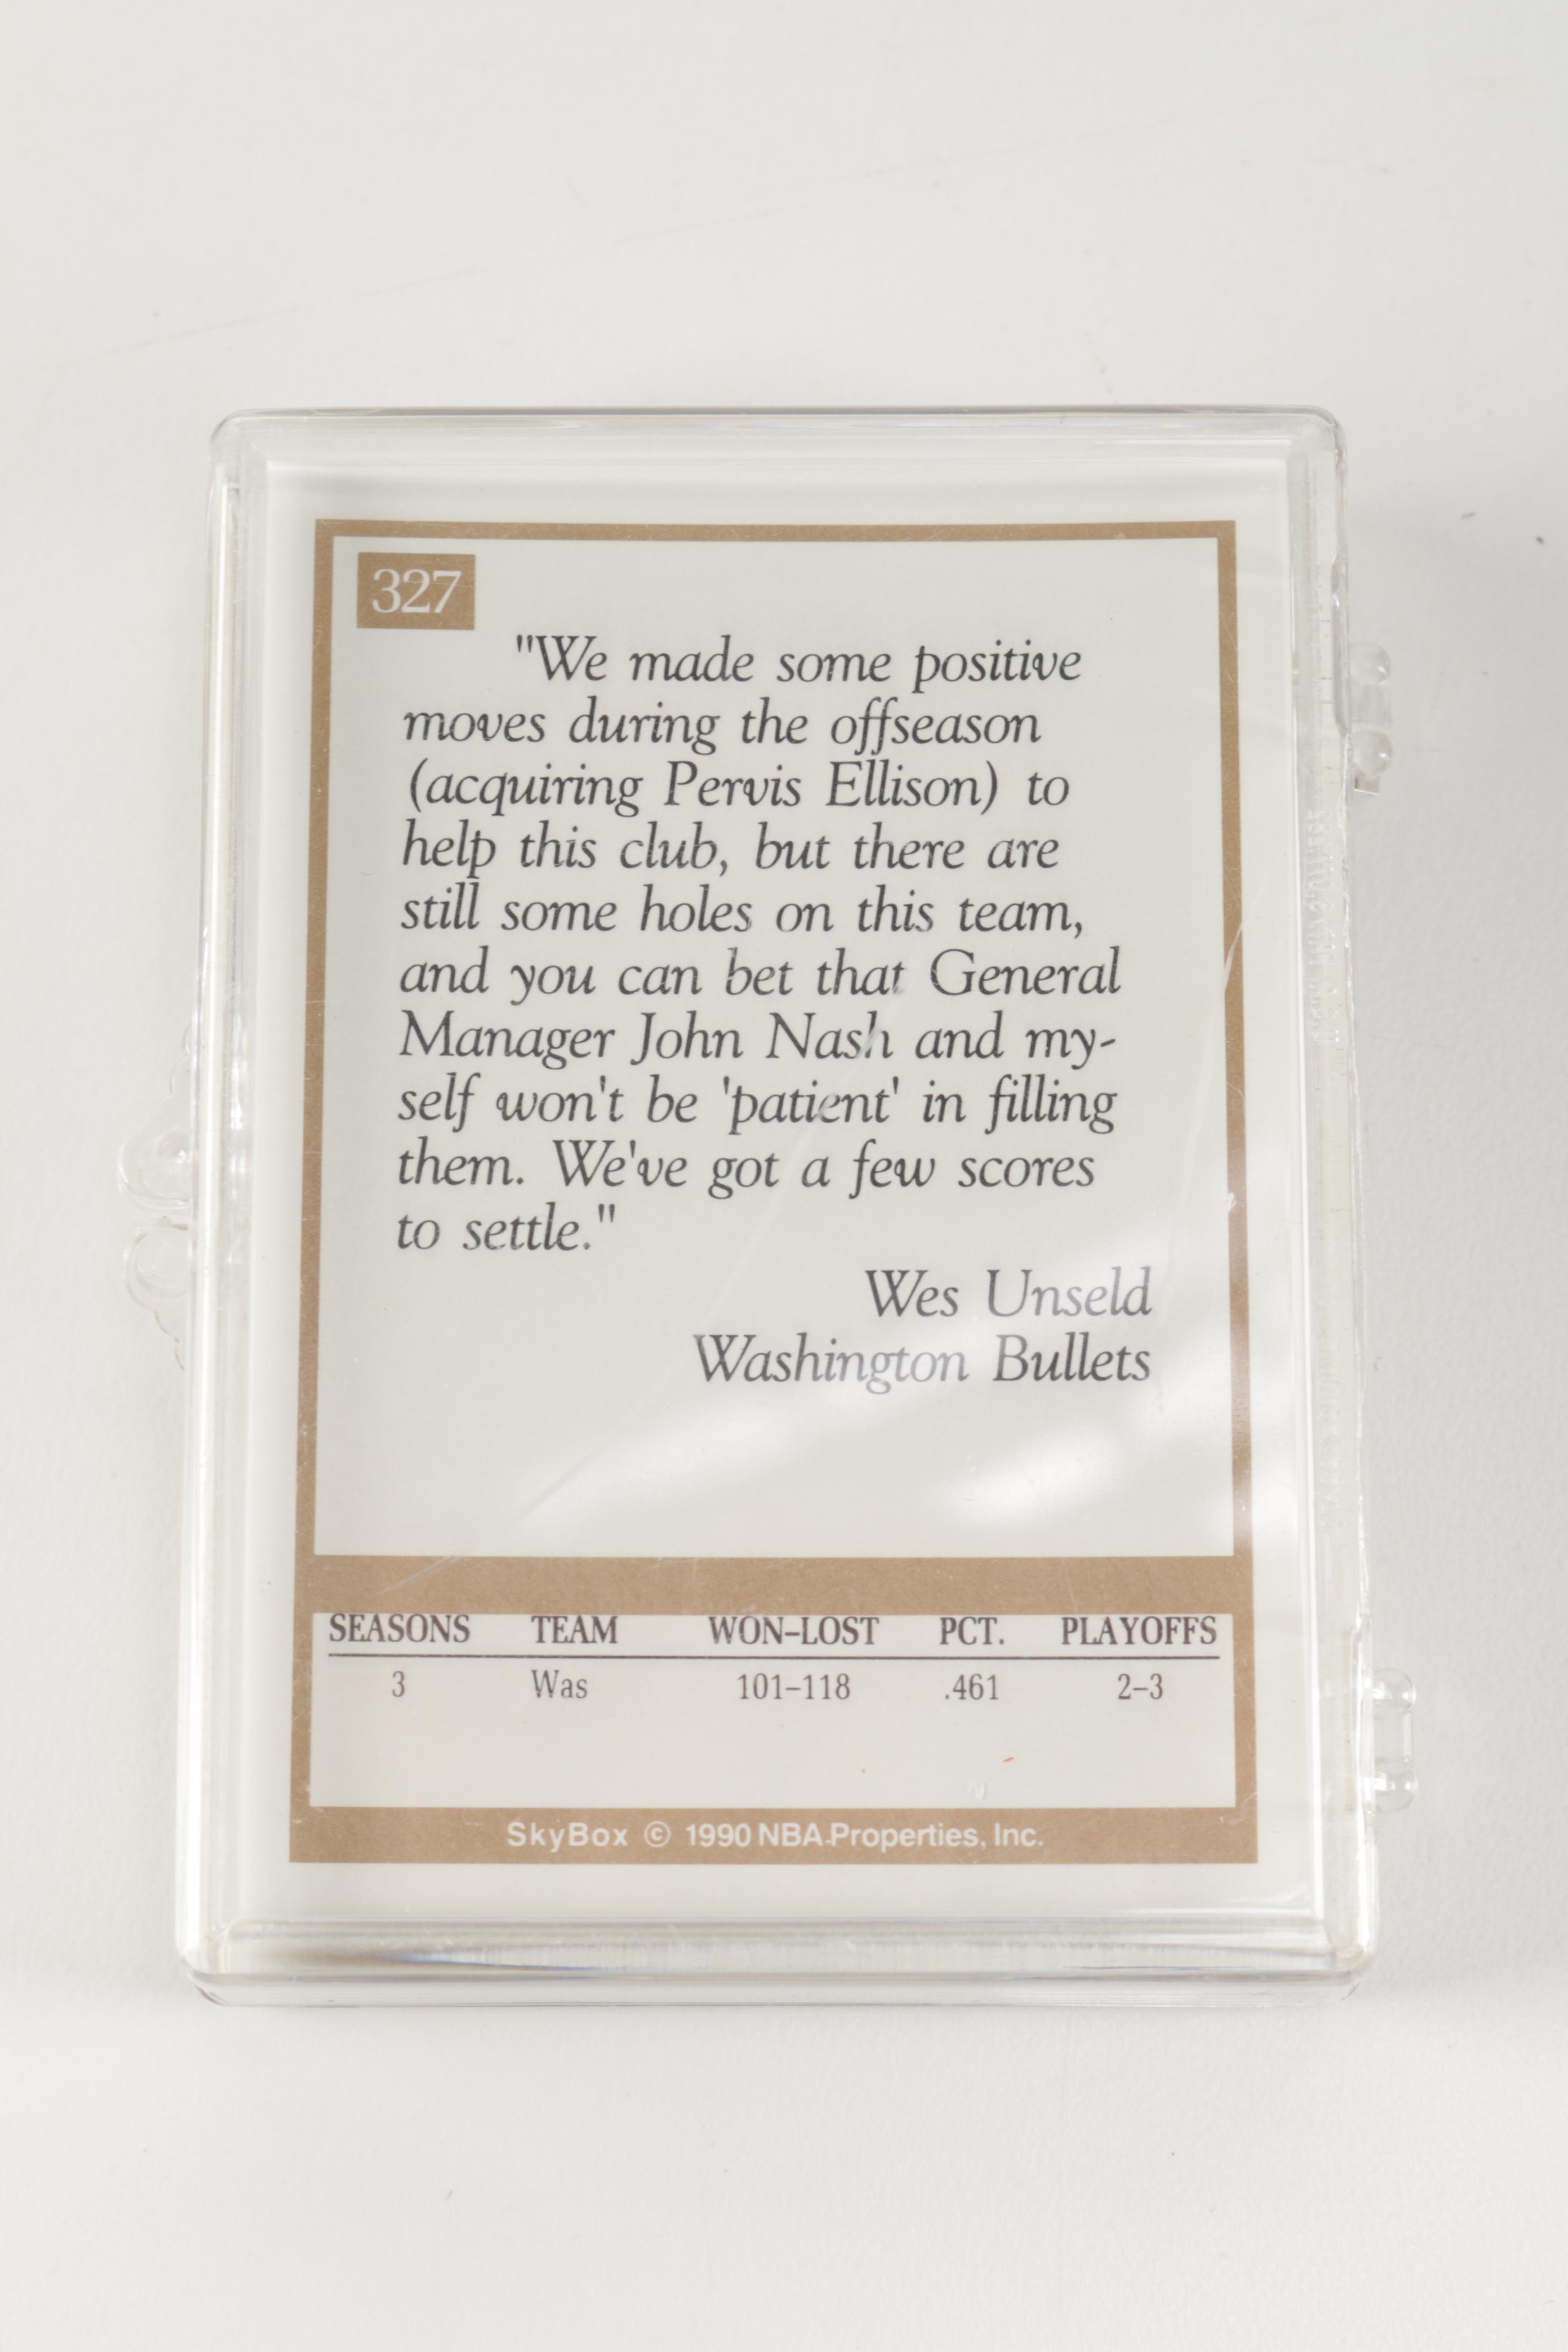 327
"We made some positive
moves during the offseason
(acquiring Pervis Ellison) to
help this club, but there are
still some holes on this team,
and you can bet that General
Manager John Nash and my-
self won't be 'patient' in filling
them. We've got a few scores
to settle."
Wes Unseld
Washington Bullets
SEASONS TEAM WON–LOST PCT. PLAYOFFS
3 Was 101–118 .461 2–3
SkyBox © 1990 NBA Properties, Inc.